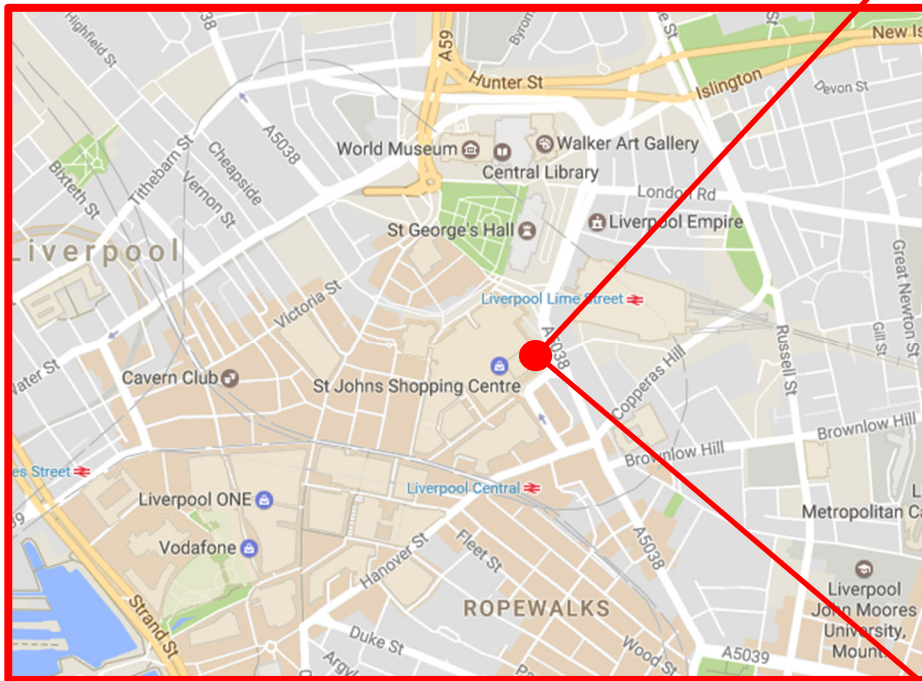 New Is
Highfield St
Byrom
A59
Hunter St
Islington
Devon St
A5038
World Museum
Walker Art Gallery
Central Library
Bixteth St
Tithebarn St
Cheapside
Vernon St
London Rd
St George's Hall
Liverpool Empire
Liverpool
Great Newton St
Victoria St
Liverpool Lime Street
A5038
Russell St
Gill St
Water St
Cavern Club
St Johns Shopping Centre
Copperas Hill
Brownlow Hill
Brownlow Hill
es Street
Liverpool Central
Liverpool ONE
Metropolitan Ca
Vodafone
Hanover St
Fleet St
A5038
Strand St
ROPEWALKS
Liverpool
John Moores
University,
Mount...
Duke St
Argyl
Wood St
A5039